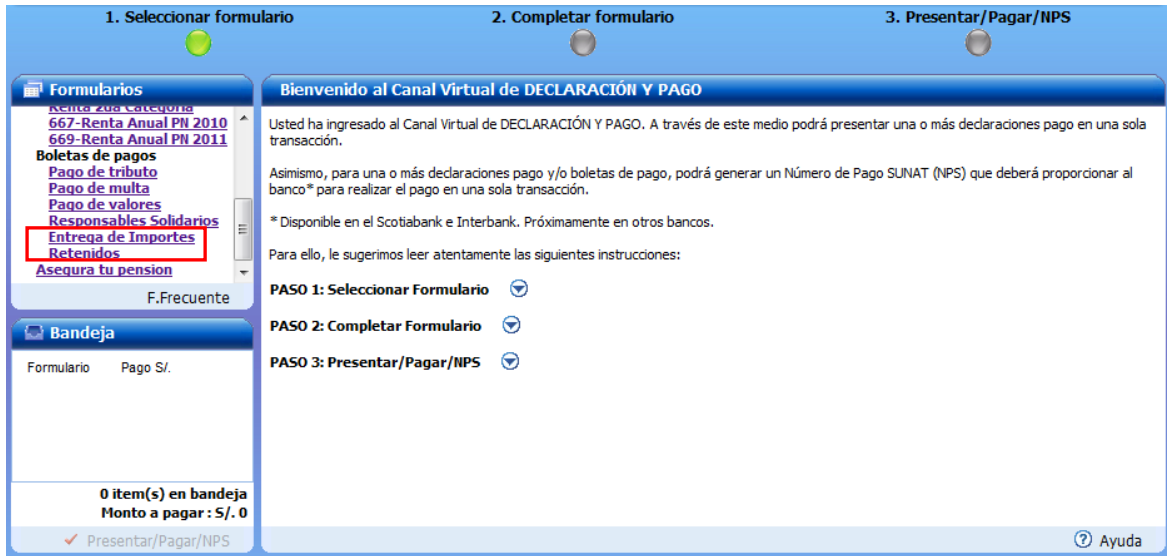 1. Seleccionar formulario
2. Completar formulario
3. Presentar/Pagar/NPS
Formularios
Renta 2da Categoria
667-Renta Anual PN 2010
669-Renta Anual PN 2011
Boletas de pagos
Pago de tributo
Pago de multa
Pago de valores
Responsables Solidarios
Entrega de Importes
Retenidos
Asegura tu pension
F.Frecuente
Bandeja
Formulario Pago S/.
0 item(s) en bandeja
Monto a pagar : S/. 0
Presentar/Pagar/NPS
Bienvenido al Canal Virtual de DECLARACIÓN Y PAGO
Usted ha ingresado al Canal Virtual de DECLARACIÓN Y PAGO. A través de este medio podrá presentar una o más declaraciones pago en una sola
transacción.
Asimismo, para una o más declaraciones pago y/o boletas de pago, podrá generar un Número de Pago SUNAT (NPS) que deberá proporcionar al
banco* para realizar el pago en una sola transacción.
* Disponible en el Scotiabank e Interbank. Próximamente en otros bancos.
Para ello, le sugerimos leer atentamente las siguientes instrucciones:
PASO 1: Seleccionar Formulario
PASO 2: Completar Formulario
PASO 3: Presentar/Pagar/NPS
Ayuda